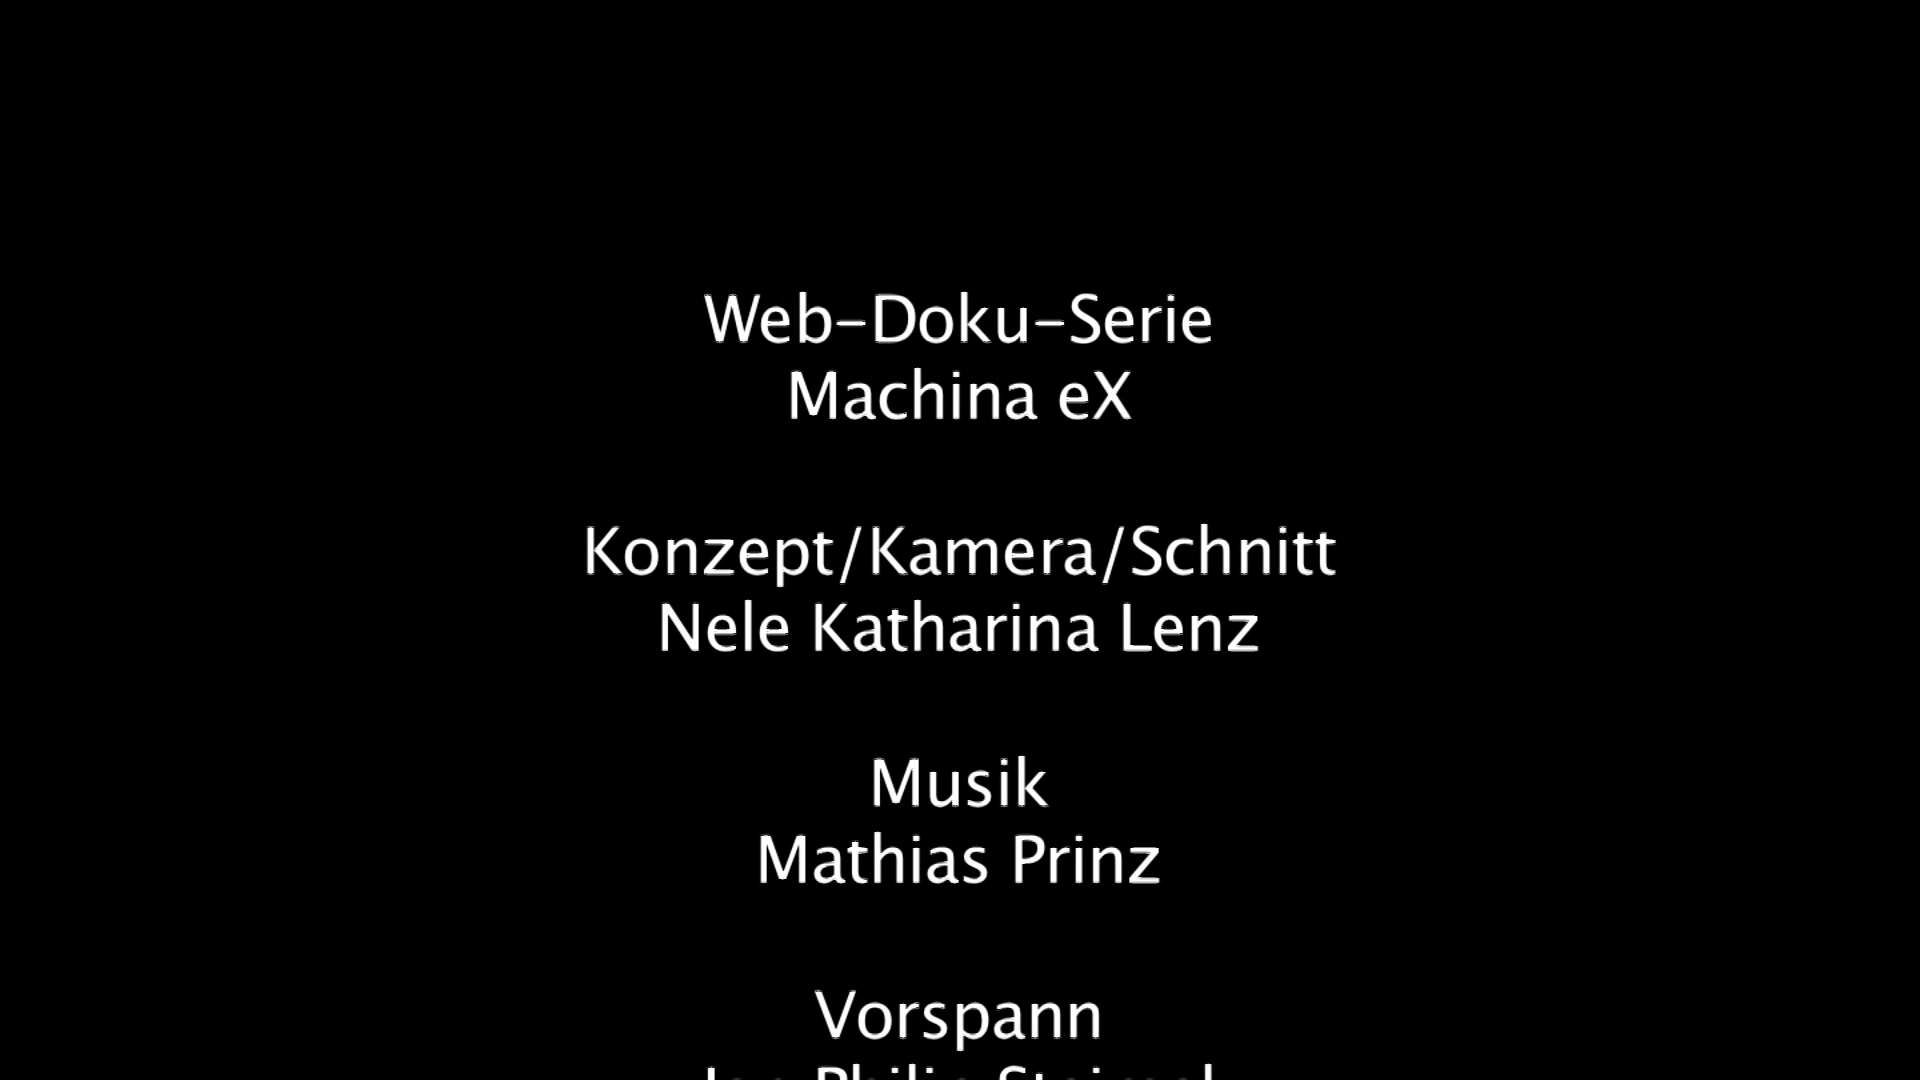 Web-Doku-Serie
Machina eX
Konzept/Kamera/Schnitt
Nele Katharina Lenz
Musik
Mathias Prinz
Vorspann